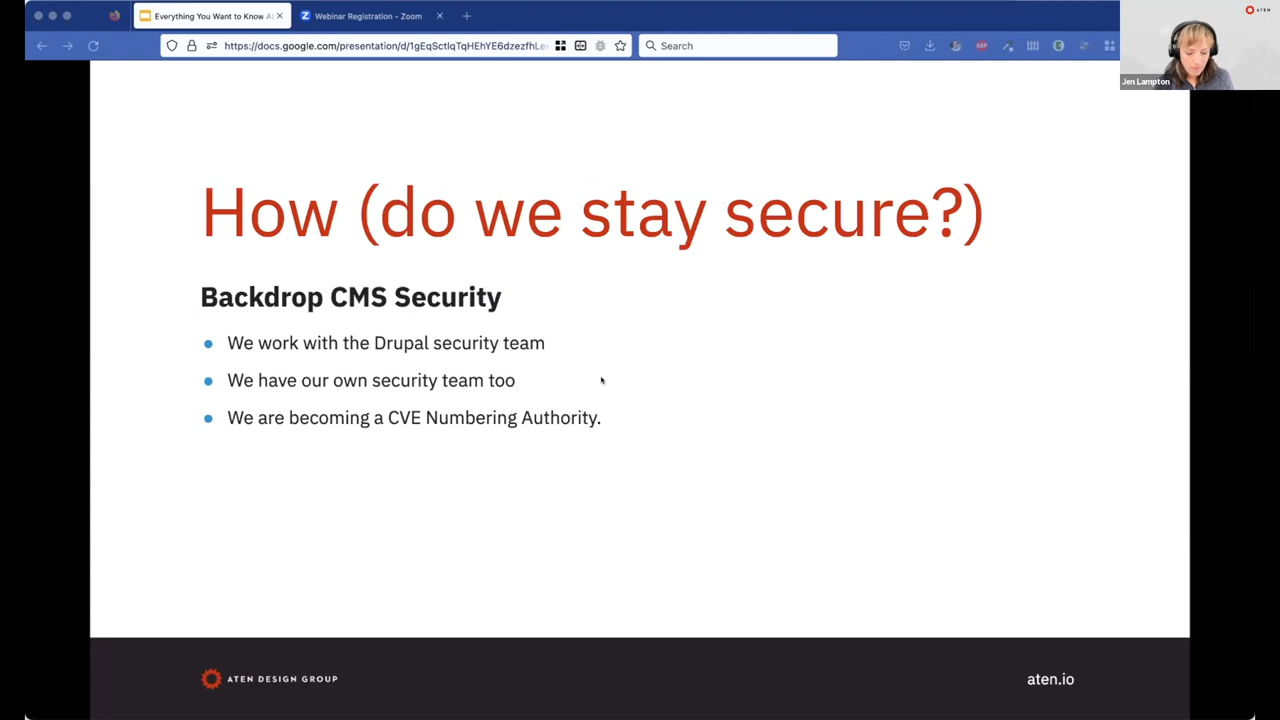 Everything You Want to Know A
Webinar Registration - Zoom
https://docs.google.com/presentation/d/1gEqSctlqTqHEhYE6dzezfhLe
Search
ABP
ATEN
Jen Lampton
How (do we stay secure?)
Backdrop CMS Security
We work with the Drupal security team
We have our own security team too
We are becoming a CVE Numbering Authority.
ATEN DESIGN GROUP
aten.io